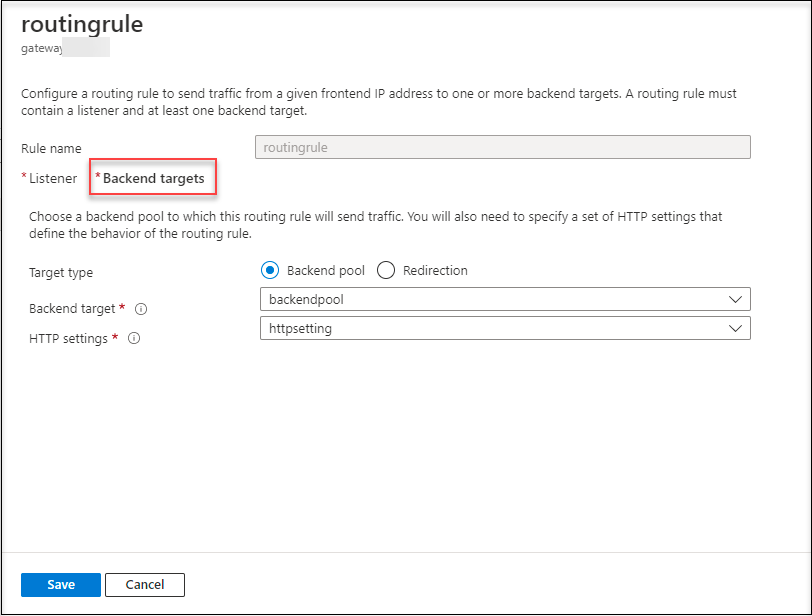 routingrule
gateway
Configure a routing rule to send traffic from a given frontend IP address to one or more backend targets. A routing rule must
contain a listener and at least one backend target.
Rule name routingrule
* Listener * Backend targets
Choose a backend pool to which this routing rule will send traffic. You will also need to specify a set of HTTP settings that
define the behavior of the routing rule.
Target type Backend pool Redirection
Backend target * backendpool
HTTP settings * httpsetting
Save Cancel